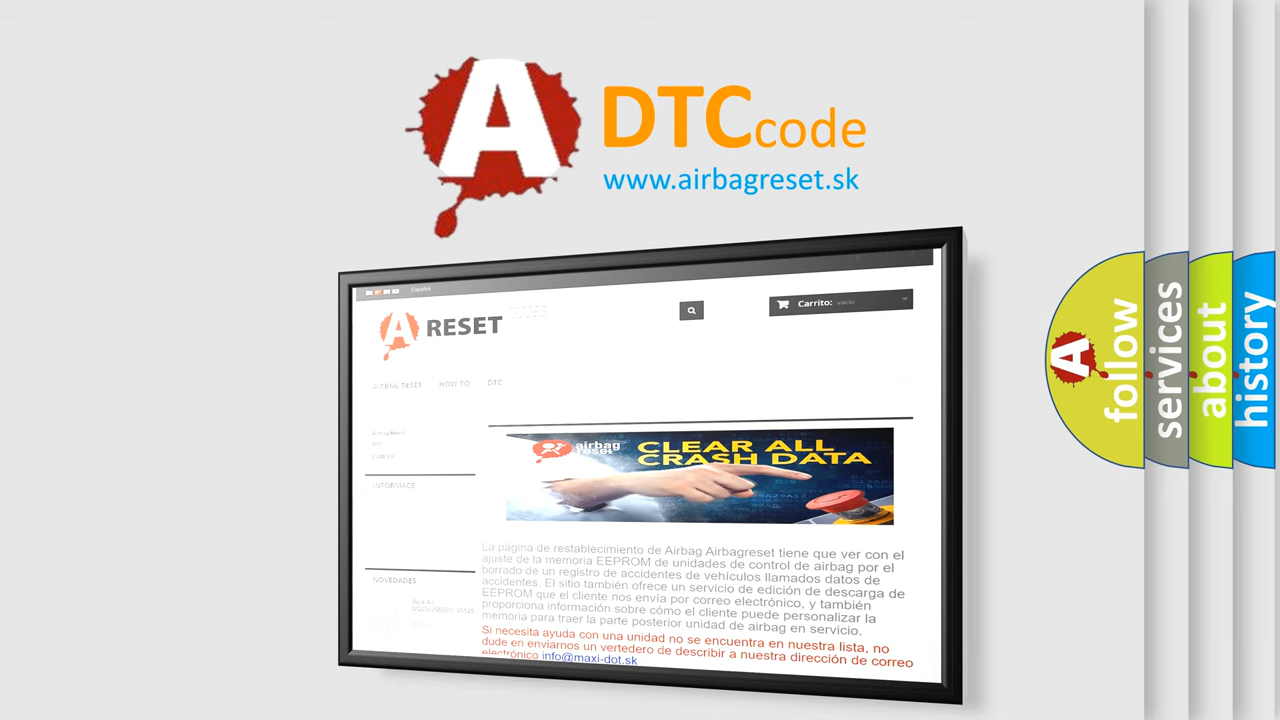 A
DTCcode
www.airbagreset.sk
Español
A RESET
Carrito: vacío
AIRBAG RESET HOW TO DTC
airbag
reset
CLEAR ALL
CRASH DATA
INFORMACE
NOVEDADES
La página de restablecimiento de Airbag Airbagreset tiene que ver con el
ajuste de la memoria EEPROM de unidades de control de airbag por el
borrado de un registro de accidentes de vehículos llamados datos de
accidentes. El sitio también ofrece un servicio de edición de descarga de
EEPROM que el cliente nos envía por correo electrónico, y también
proporciona información sobre cómo el cliente puede personalizar la
memoria para traer la parte posterior unidad de airbag en servicio.
Si necesita ayuda con una unidad no se encuentra en nuestra lista, no
dude en enviarnos un vertedero de describir a nuestra dirección de correo
electrónico info@maxi-dot.sk
A
follow
services
about
history